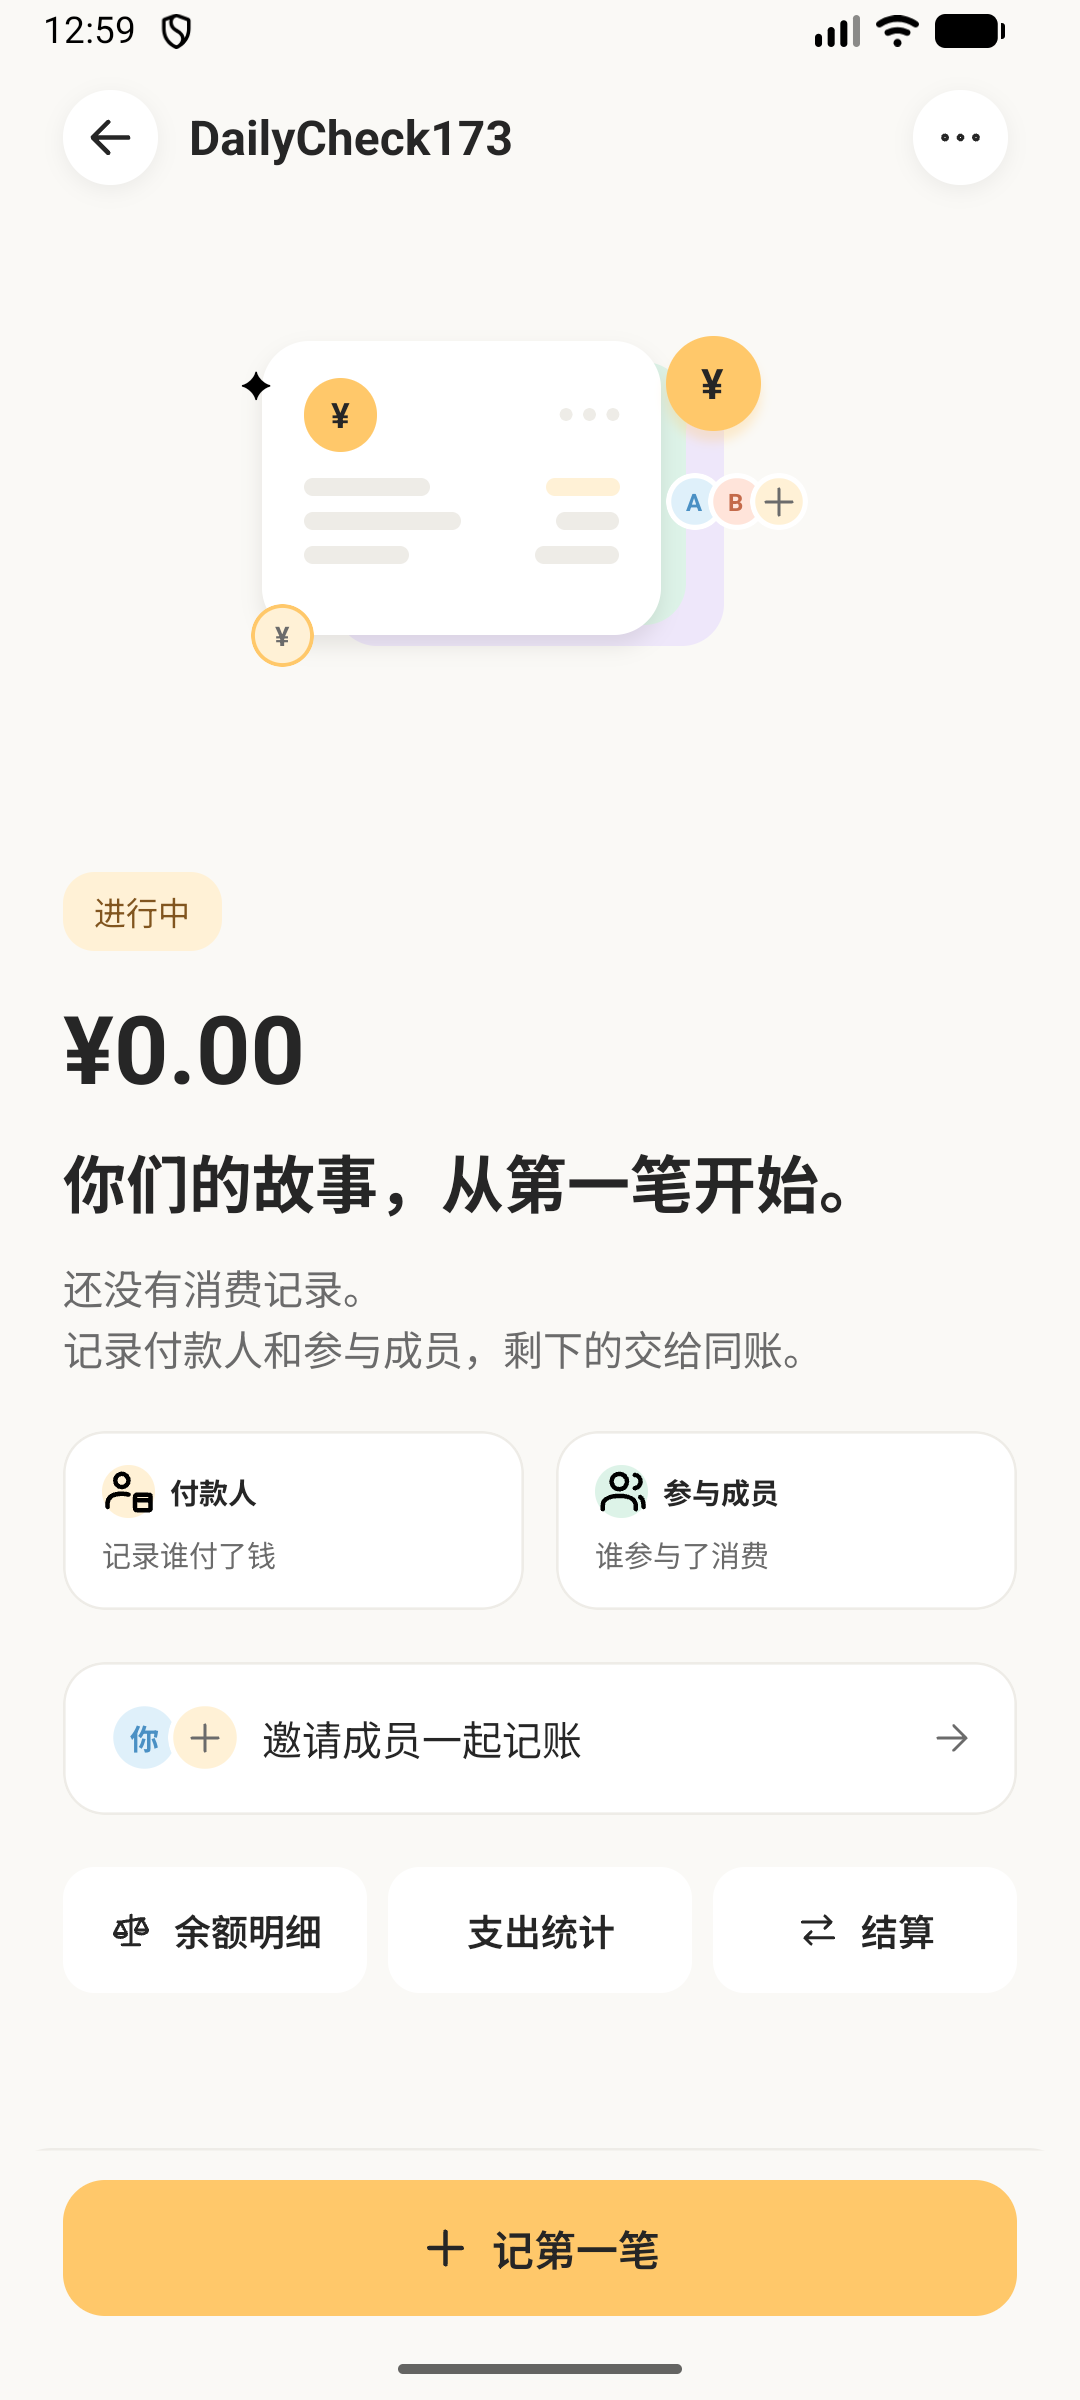 12:59
DailyCheck173
¥
¥
A B
¥
进行中
¥0.00
你们的故事，从第一笔开始。
还没有消费记录。
记录付款人和参与成员，剩下的交给同账。
付款人
记录谁付了钱
参与成员
谁参与了消费
你 邀请成员一起记账
余额明细
支出统计
结算
记第一笔